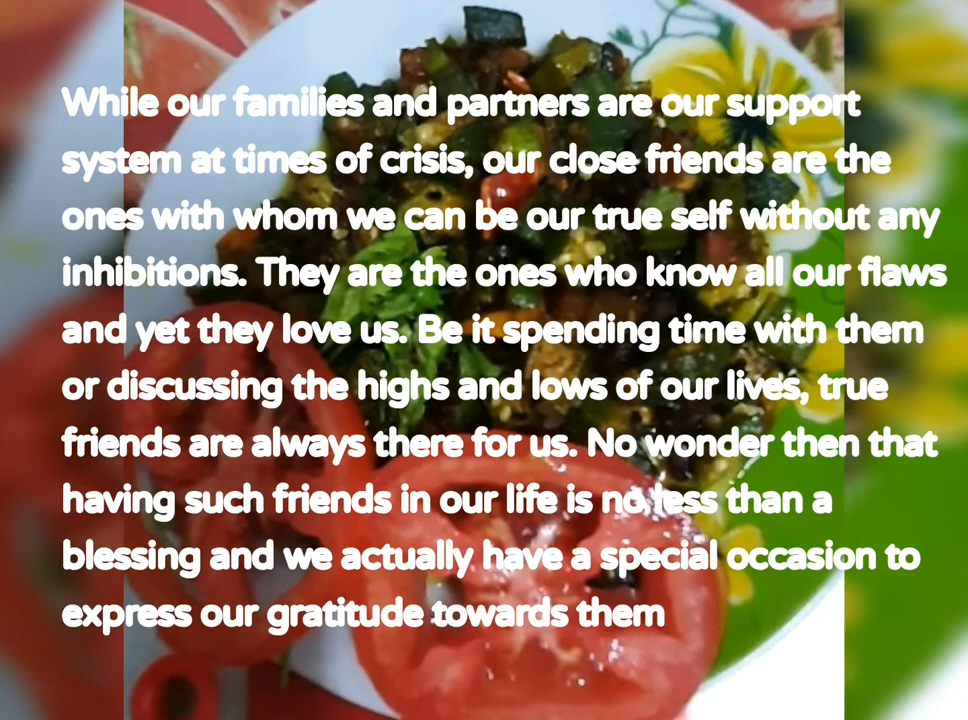 While our families and partners are our support
system at times of crisis, our close friends are the
ones with whom we can be our true self without any
inhibitions. They are the ones who know all our flaws
and yet they love us. Be it spending time with them
or discussing the highs and lows of our lives, true
friends are always there for us. No wonder then that
having such friends in our life is no less than a
blessing and we actually have a special occasion to
express our gratitude towards them